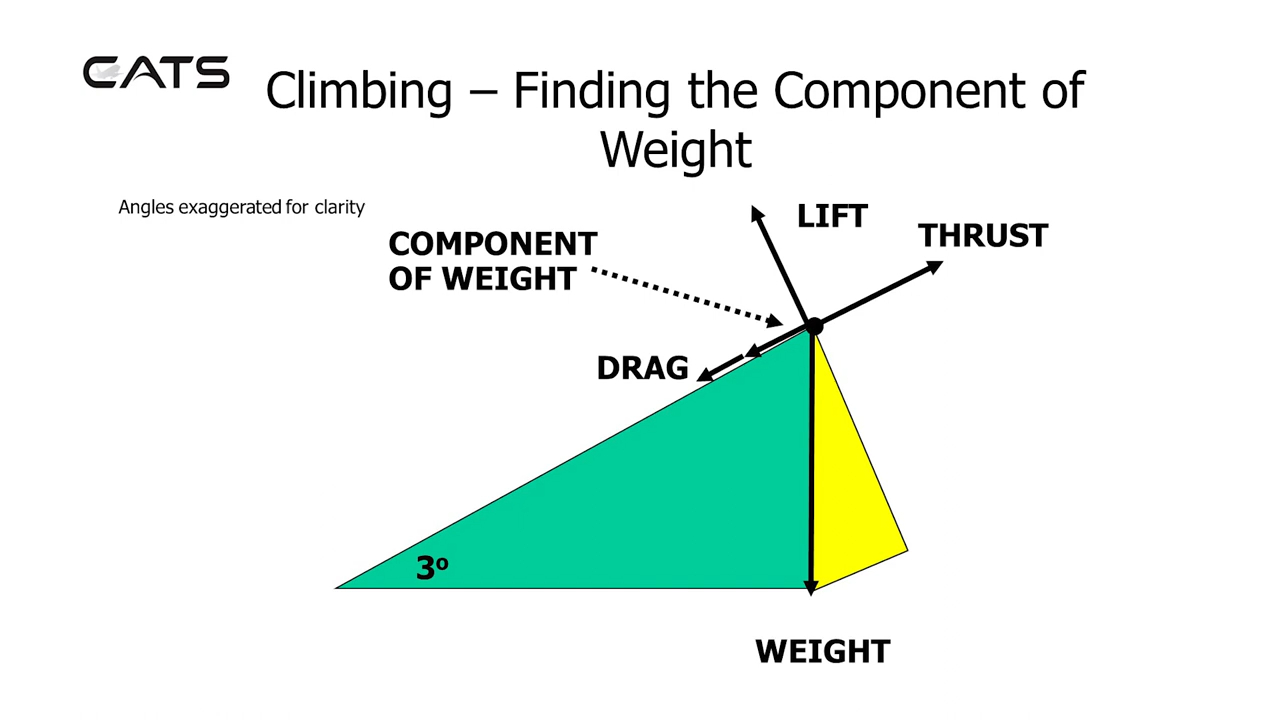 CATS
Climbing – Finding the Component of
Weight
Angles exaggerated for clarity
LIFT
THRUST
COMPONENT
OF WEIGHT
DRAG
3º
WEIGHT